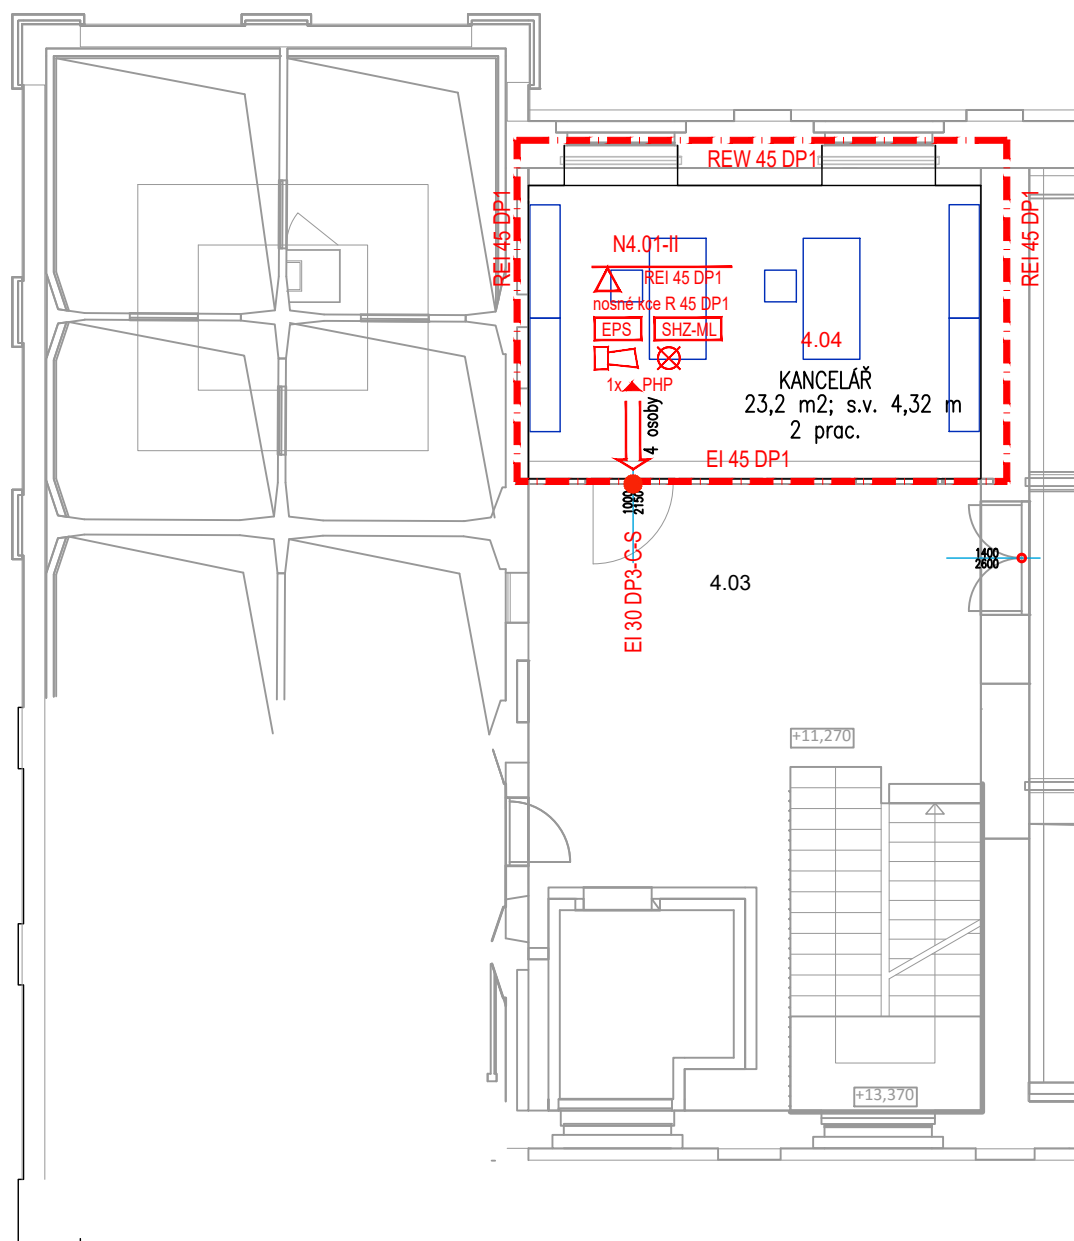 REW 45 DP1
REI 45 DP1
REI 45 DP1
N4.01-II
REI 45 DP1
nosné kce R 45 DP1
EPS
SHZ-ML
1x PHP
4.04
KANCELÁŘ
23,2 m2; s.v. 4,32 m
2 prac.
4 osoby
EI 45 DP1
1000
2150
EI 30 DP3-C-S
1400
2600
4.03
+11,270
+13,370